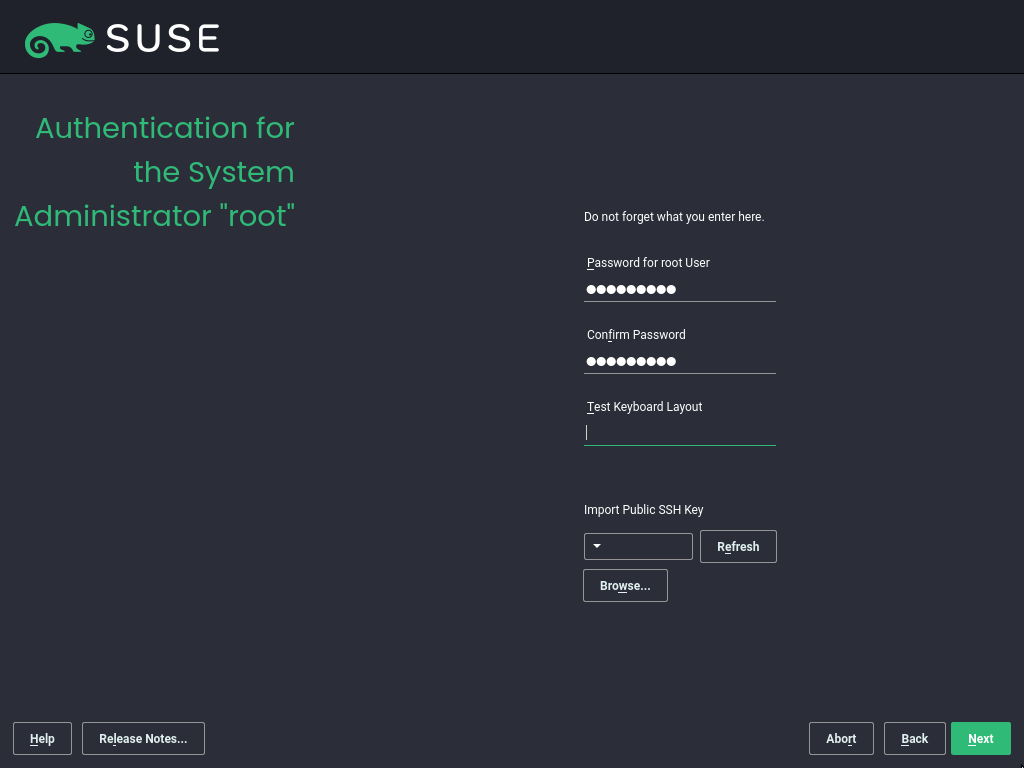 SUSE
Authentication for
the System
Administrator "root"
Do not forget what you enter here.
Password for root User
●●●●●●●●●
Confirm Password
●●●●●●●●●
Test Keyboard Layout
Import Public SSH Key
Refresh
Browse...
Help
Release Notes...
Abort
Back
Next